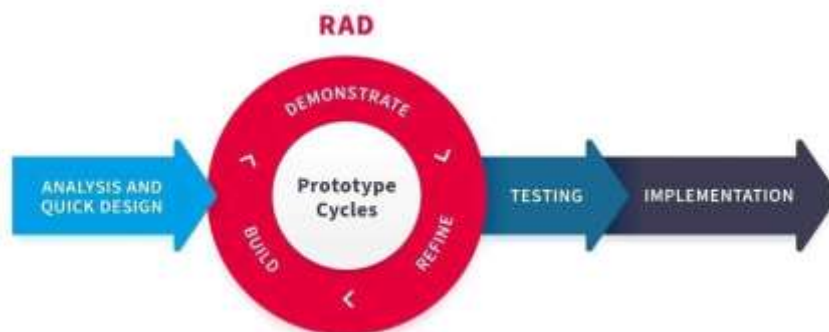 RAD
ANALYSIS AND
QUICK DESIGN
DEMONSTRATE
Prototype
Cycles
BUILD
REFINE
TESTING
IMPLEMENTATION